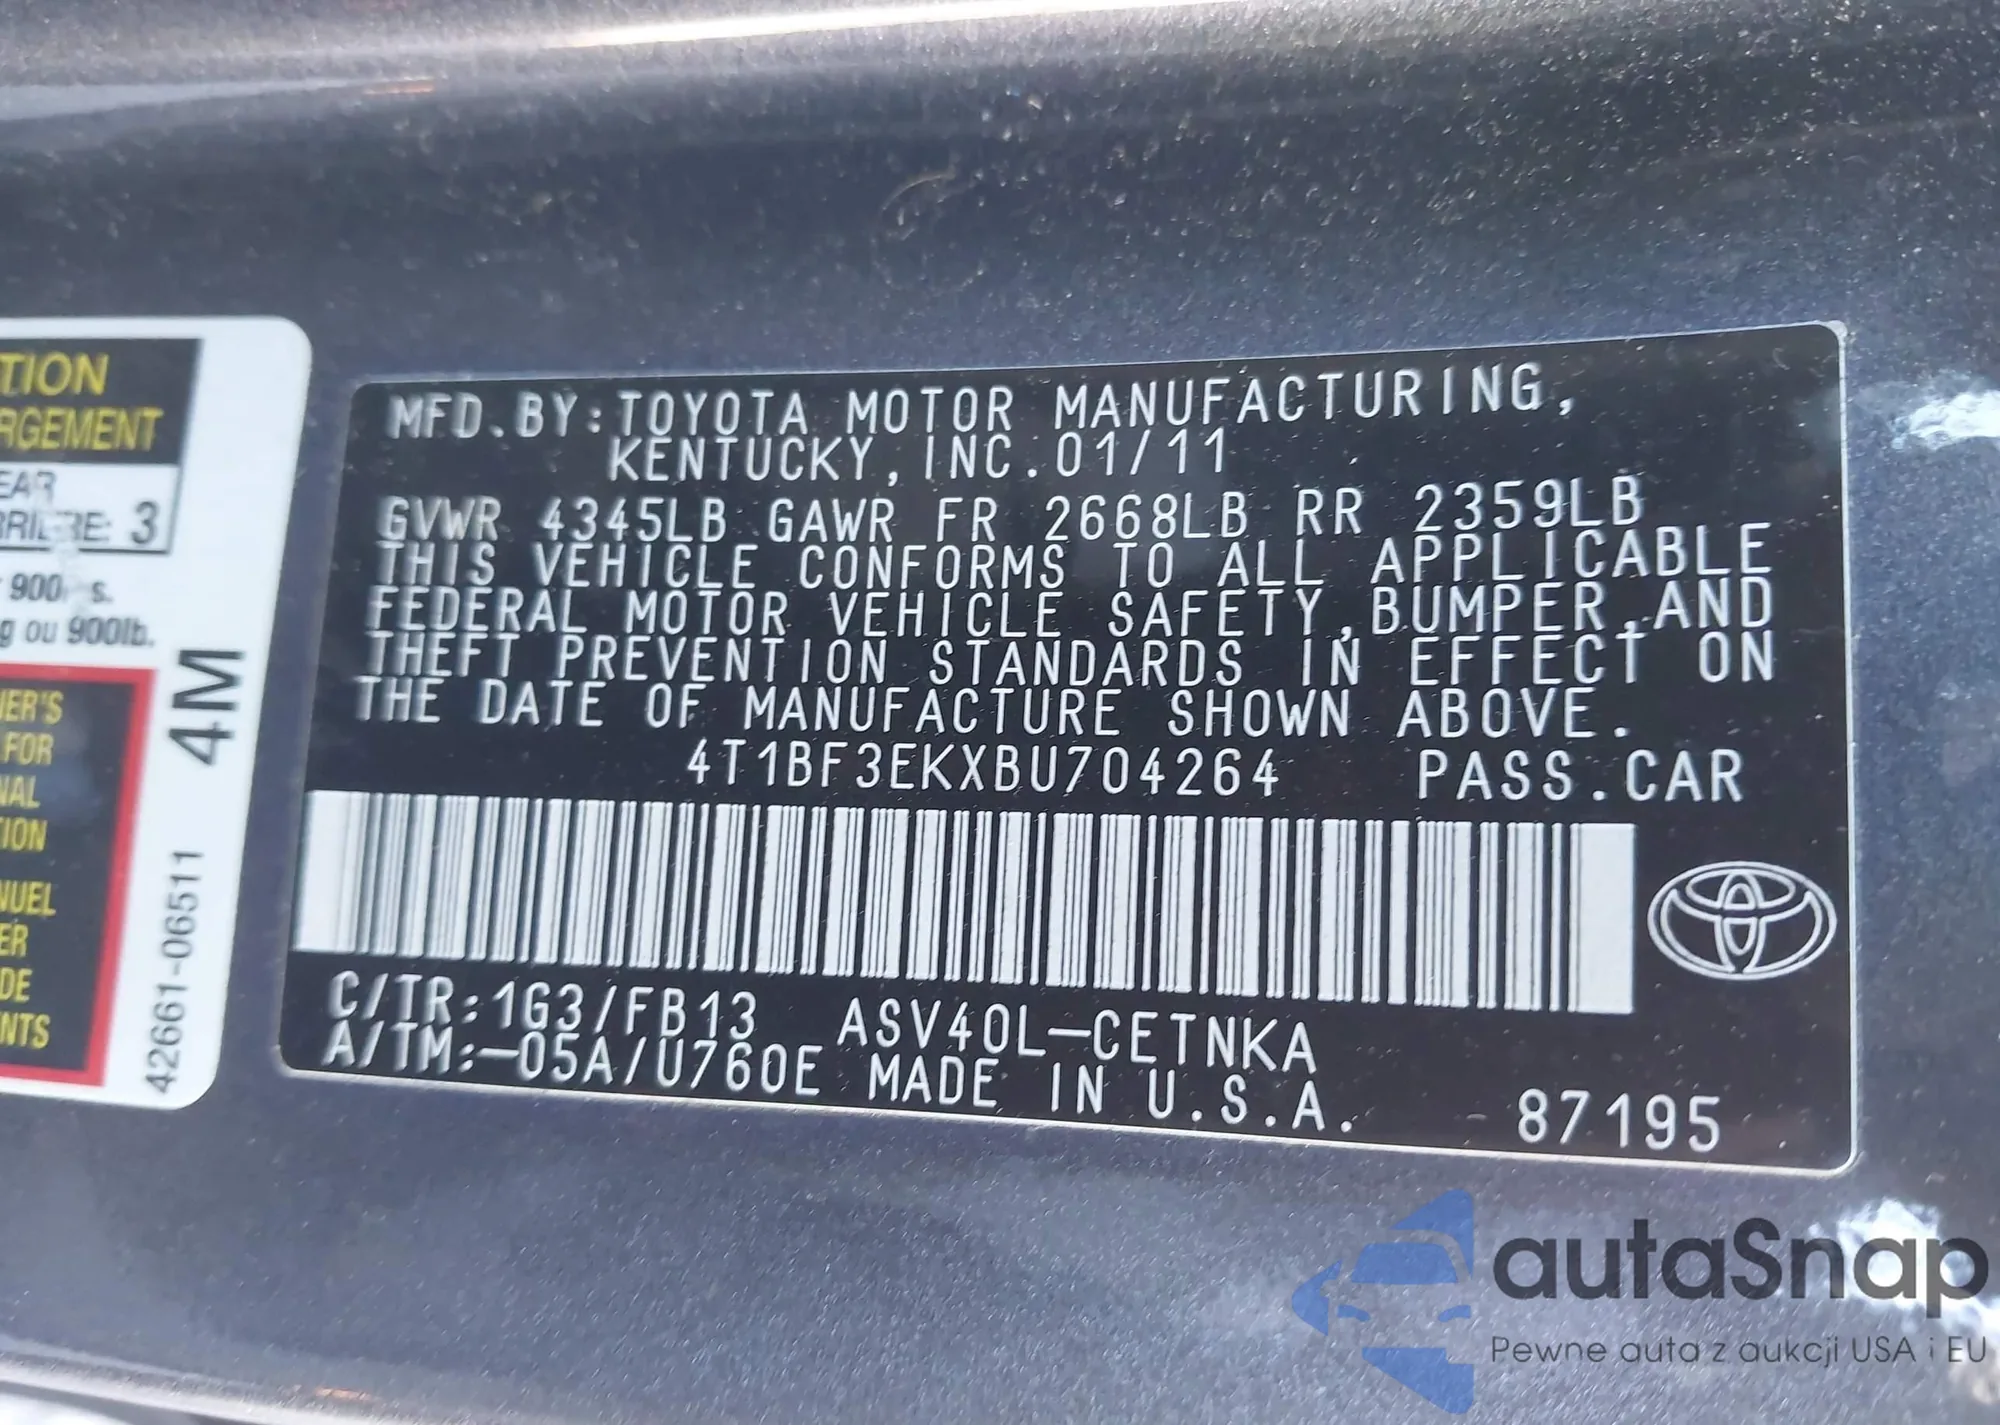 TION
RGEMENT
EAR
RRIERE: 3
900
s.
g ou 900lb.
NER'S
FOR
NAL
TION
NUEL
ER
DE
NTS
4M
42661-06511
MFD.BY:TOYOTA MOTOR MANUFACTURING,
KENTUCKY,INC.01/11
GVWR 4345LB GAWR FR 2668LB RR 2359LB
THIS VEHICLE CONFORMS TO ALL APPLICABLE
FEDERAL MOTOR VEHICLE SAFETY,BUMPER,AND
THEFT PREVENTION STANDARDS IN EFFECT ON
THE DATE OF MANUFACTURE SHOWN ABOVE.
4T1BF3EKXBU704264 PASS.CAR
C/TR:1G3/FB13 ASV40L-CETNKA
A/TM:-05A/U760E MADE IN U.S.A.
87195
autaSnap
Pewne auta z aukcji USA i EU